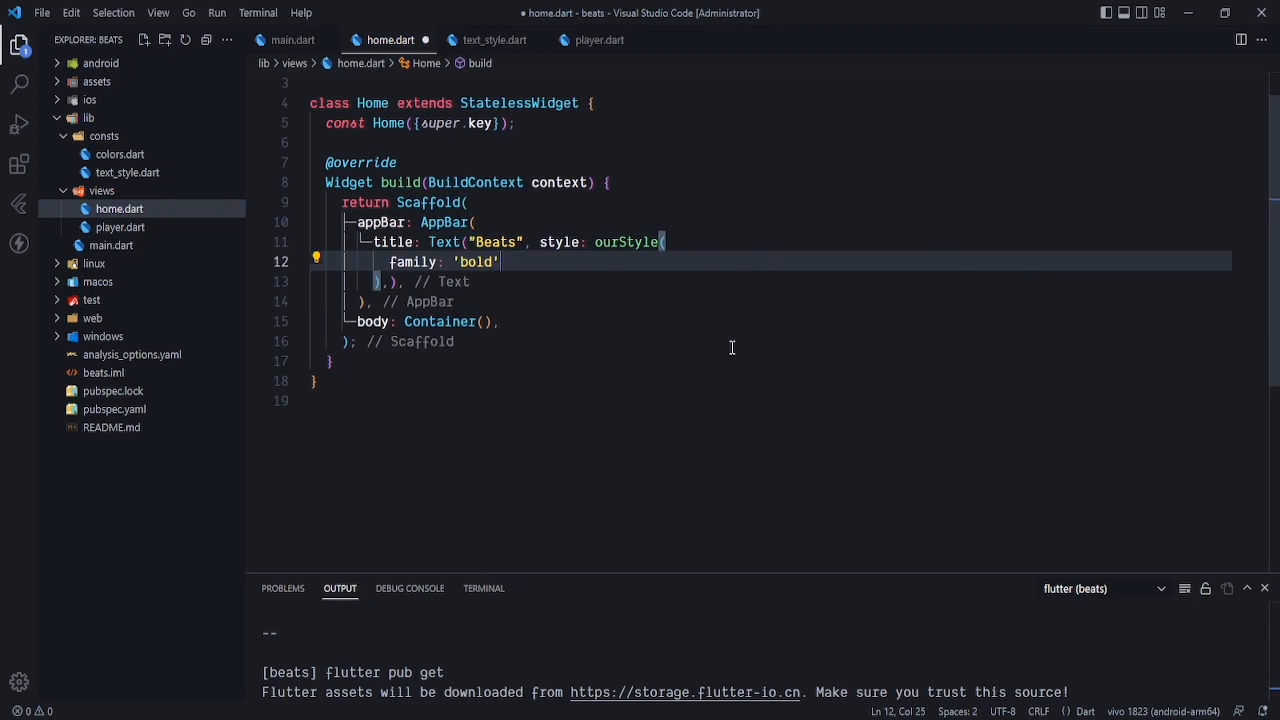 File Edit Selection View Go Run Terminal Help
● home.dart - beats - Visual Studio Code [Administrator]
EXPLORER: BEATS
main.dart
home.dart
text_style.dart
player.dart
lib > views > home.dart > Home > build
android
assets
ios
lib
consts
colors.dart
text_style.dart
views
home.dart
player.dart
main.dart
linux
macos
test
web
windows
analysis_options.yaml
beats.iml
pubspec.lock
pubspec.yaml
README.md
1
3
4 class Home extends StatelessWidget {
5 const Home({super.key});
6
7 @override
8 Widget build(BuildContext context) {
9 return Scaffold(
10 appBar: AppBar(
11 title: Text("Beats", style: ourStyle(
12 family: 'bold'
13 ),), // Text
14 ), // AppBar
15 body: Container(),
16 ); // Scaffold
17 }
18 }
19
PROBLEMS OUTPUT DEBUG CONSOLE TERMINAL
flutter (beats)
--
[beats] flutter pub get
Flutter assets will be downloaded from https://storage.flutter-io.cn. Make sure you trust this source!
0 0
Ln 12, Col 25 Spaces: 2 UTF-8 CRLF {} Dart vivo 1823 (android-arm64)